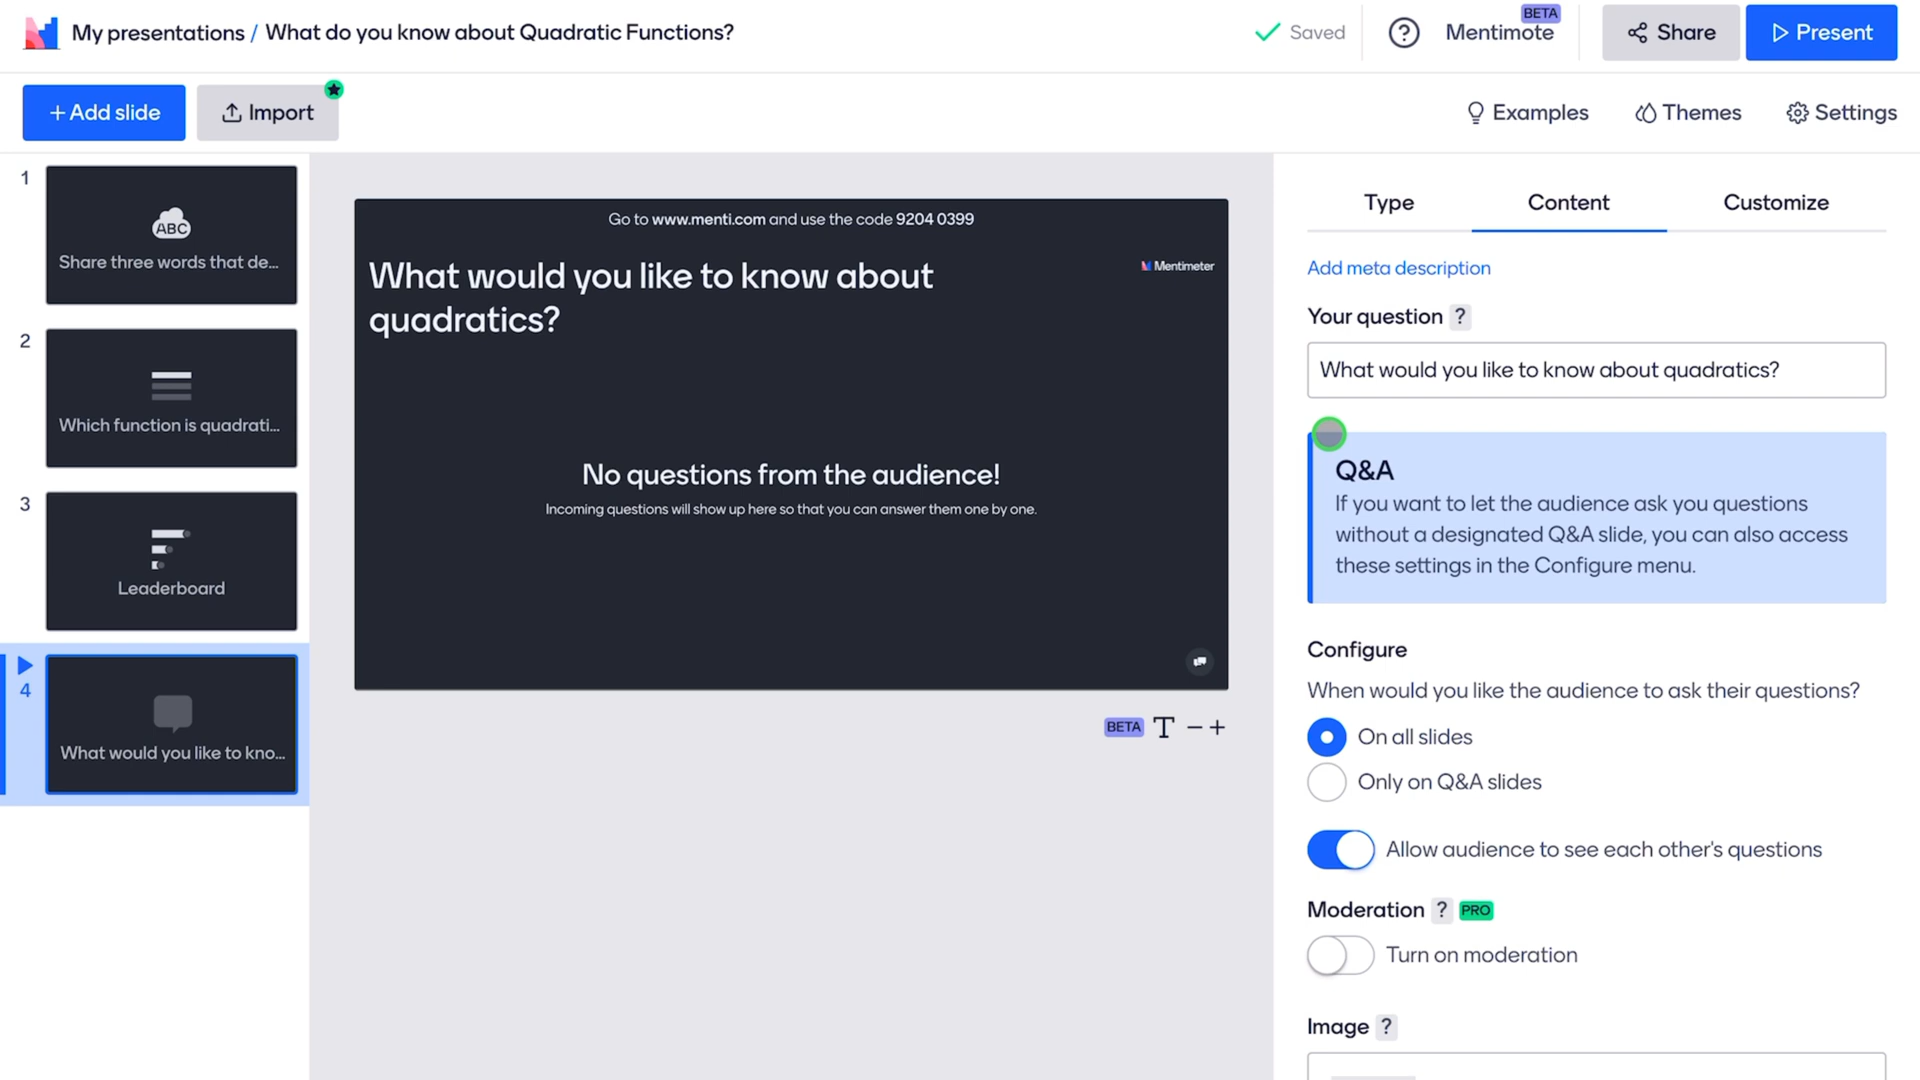 My presentations / What do you know about Quadratic Functions?
Saved
?
Mentimote
BETA
Share
Present
+ Add slide
Import
Examples
Themes
Settings
1
ABC
Share three words that de...
2
Which function is quadrati...
3
Leaderboard
4
What would you like to kno...
Go to www.menti.com and use the code 9204 0399
What would you like to know about
quadratics?
Mentimeter
No questions from the audience!
Incoming questions will show up here so that you can answer them one by one.
BETA T − +
Type
Content
Customize
Add meta description
Your question ?
What would you like to know about quadratics?
Q&A
If you want to let the audience ask you questions
without a designated Q&A slide, you can also access
these settings in the Configure menu.
Configure
When would you like the audience to ask their questions?
On all slides
Only on Q&A slides
Allow audience to see each other's questions
Moderation ? PRO
Turn on moderation
Image ?